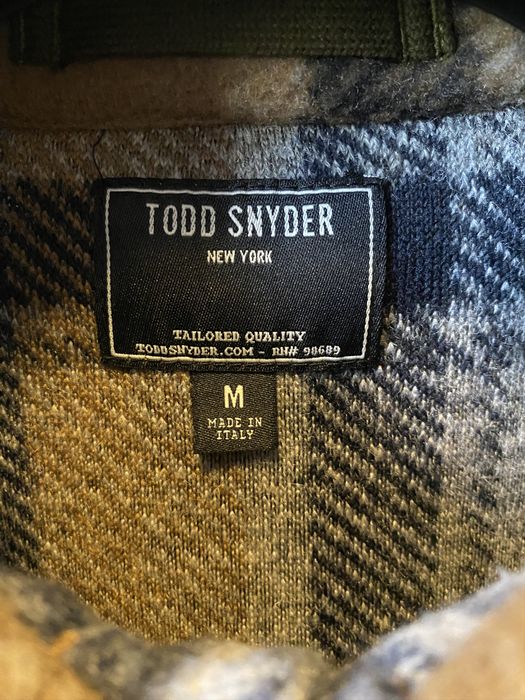 TODD SNYDER
NEW YORK
TAILORED QUALITY
TODDSNYDER.COM - RN# 98689
M
MADE IN
ITALY